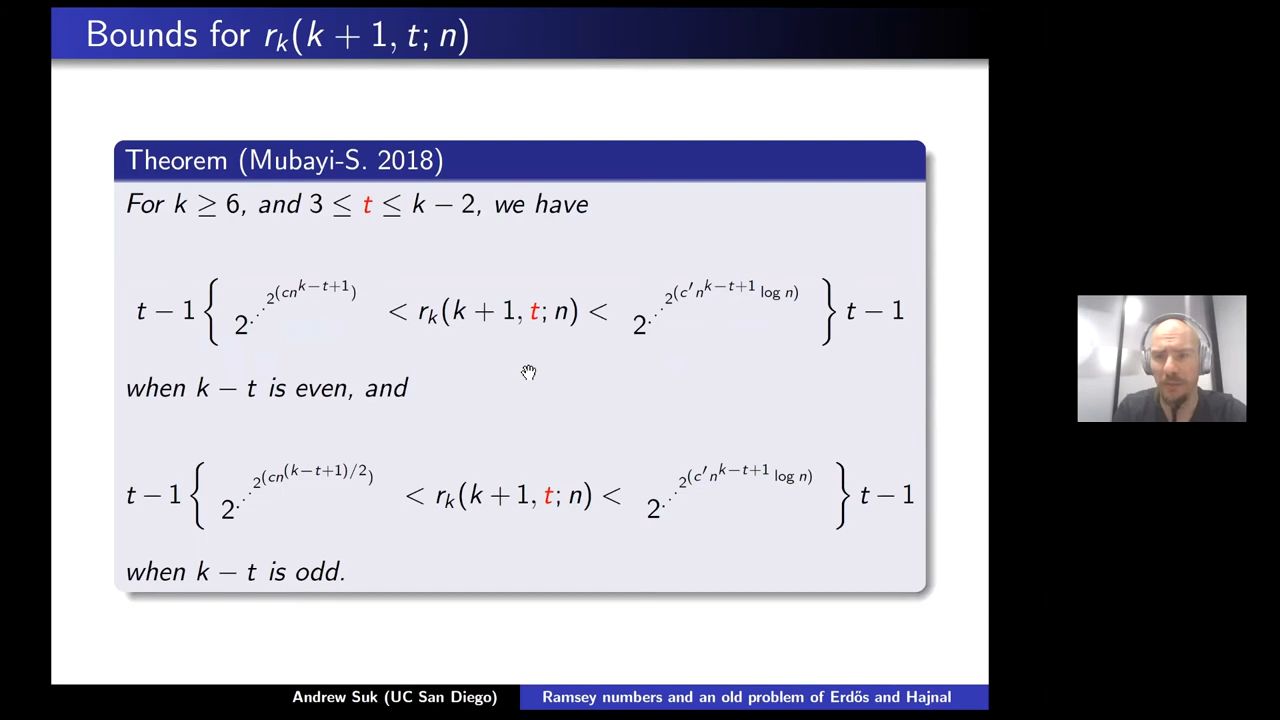 Bounds for r_k(k + 1, t; n)
Theorem (Mubayi-S. 2018)
For k ≥ 6, and 3 ≤ t ≤ k − 2, we have
t − 1 { 2^{⋰^{2^{(cn^{k−t+1})}}} < r_k(k + 1, t; n) < 2^{⋰^{2^{(c′n^{k−t+1} log n)}}} } t − 1
when k − t is even, and
t − 1 { 2^{⋰^{2^{(cn^{(k−t+1)/2})}}} < r_k(k + 1, t; n) < 2^{⋰^{2^{(c′n^{k−t+1} log n)}}} } t − 1
when k − t is odd.
Andrew Suk (UC San Diego) Ramsey numbers and an old problem of Erdős and Hajnal